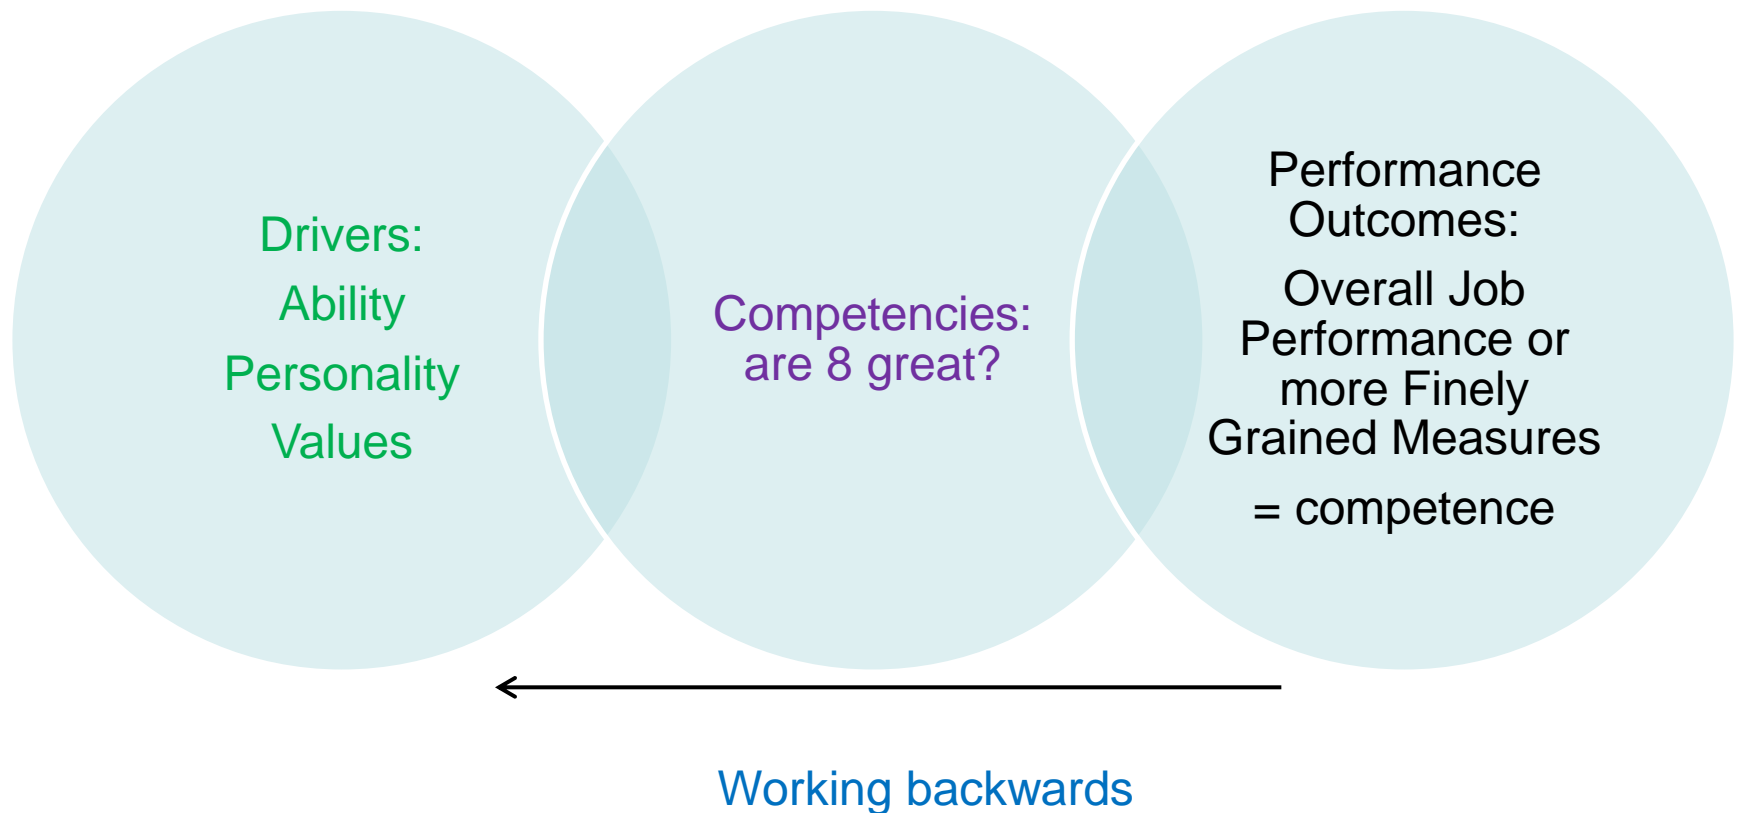 Drivers:
Ability
Personality
Values
Competencies:
are 8 great?
Performance
Outcomes:
Overall Job
Performance or
more Finely
Grained Measures
= competence
Working backwards